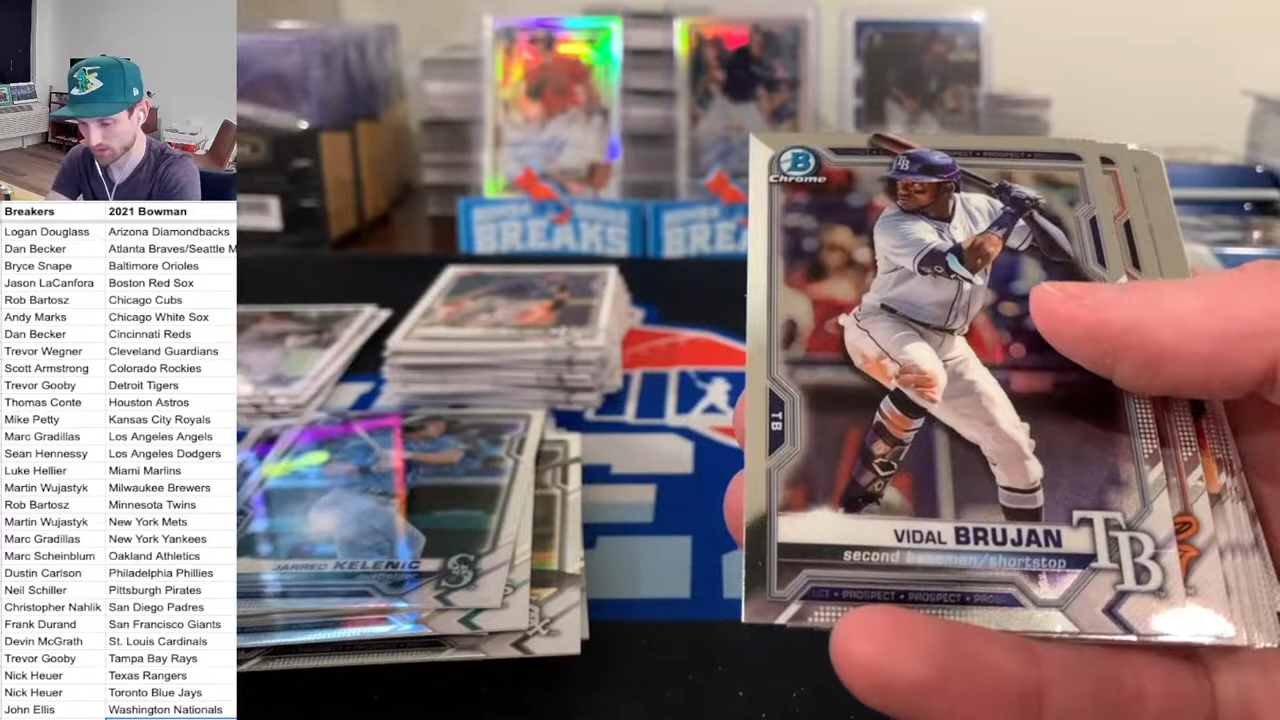 Breakers 2021 Bowman
Logan Douglass Arizona Diamondbacks
Dan Becker Atlanta Braves/Seattle M
Bryce Snape Baltimore Orioles
Jason LaCanfora Boston Red Sox
Rob Bartosz Chicago Cubs
Andy Marks Chicago White Sox
Dan Becker Cincinnati Reds
Trevor Wegner Cleveland Guardians
Scott Armstrong Colorado Rockies
Trevor Gooby Detroit Tigers
Thomas Conte Houston Astros
Mike Petty Kansas City Royals
Marc Gradillas Los Angeles Angels
Sean Hennessy Los Angeles Dodgers
Luke Hellier Miami Marlins
Martin Wujastyk Milwaukee Brewers
Rob Bartosz Minnesota Twins
Martin Wujastyk New York Mets
Marc Gradillas New York Yankees
Marc Scheinblum Oakland Athletics
Dustin Carlson Philadelphia Phillies
Neil Schiller Pittsburgh Pirates
Christopher Nahlik San Diego Padres
Frank Durand San Francisco Giants
Devin McGrath St. Louis Cardinals
Trevor Gooby Tampa Bay Rays
Nick Heuer Texas Rangers
Nick Heuer Toronto Blue Jays
John Ellis Washington Nationals
BREAKS
BREA
JARRED KELENIC
outfielder
S
B
Chrome
PROSPECT
TB
TB
VIDAL BRUJAN
second baseman/shortstop
TB
ECT • PROSPECT • PROSPECT • PROS